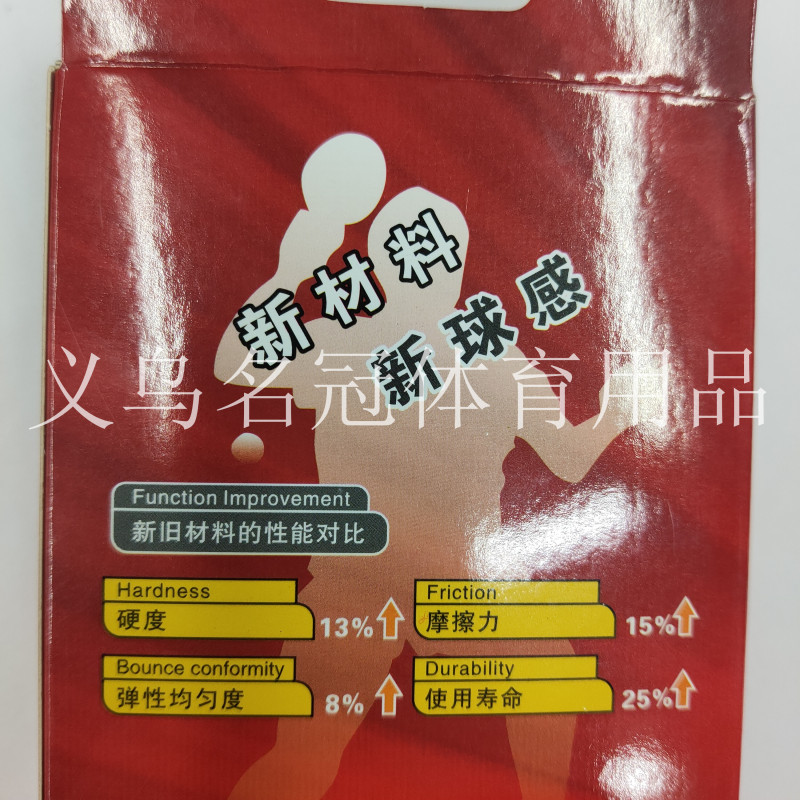 新材料
新球感
义乌名冠体育用品
Function Improvement
新旧材料的性能对比
Hardness
硬度 13%
Friction
摩擦力 15%
Bounce conformity
弹性均匀度 8%
Durability
使用寿命 25%